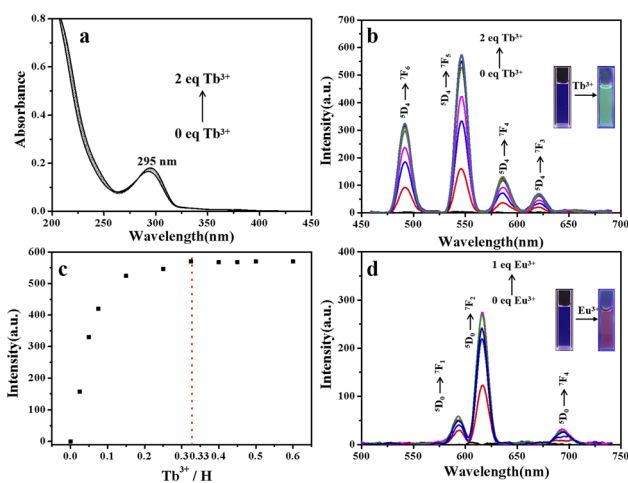 a
2 eq Tb³⁺
0 eq Tb³⁺
295 nm
Absorbance
0.8
0.6
0.4
0.2
0.0
200 250 300 350 400 450
Wavelength(nm)
b
2 eq Tb³⁺
0 eq Tb³⁺
Tb³⁺
⁵D₄ ⁷F₆
⁵D₄ ⁷F₅
⁵D₄ ⁷F₄
⁵D₄ ⁷F₃
Intensity(a.u.)
700
600
500
400
300
200
100
0
450 500 550 600 650 700
Wavelength(nm)
c
Intensity(a.u.)
600
500
400
300
200
100
0
0.0 0.1 0.2 0.3 0.33 0.4 0.5 0.6
Tb³⁺ / H
d
1 eq Eu³⁺
0 eq Eu³⁺
Eu³⁺
⁵D₀ ⁷F₁
⁵D₀ ⁷F₂
⁵D₀ ⁷F₄
Intensity(a.u.)
400
300
200
100
0
500 550 600 650 700 750
Wavelength(nm)